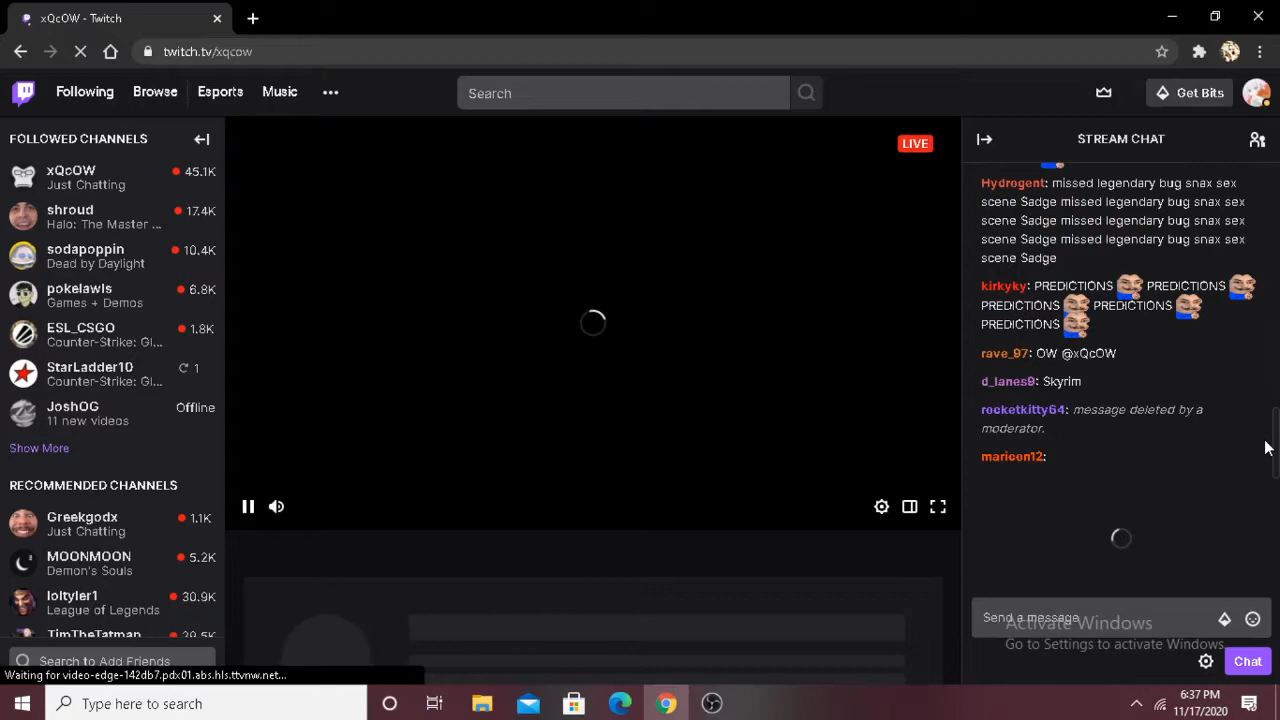 xQcOW - Twitch
twitch.tv/xqcow
Following
Browse
Esports
Music
Search
Get Bits
FOLLOWED CHANNELS
xQcOW
45.1K
Just Chatting
shroud
17.4K
Halo: The Master ...
sodapoppin
10.4K
Dead by Daylight
pokelawls
6.8K
Games + Demos
ESL_CSGO
1.8K
Counter-Strike: Gl...
StarLadder10
1
Counter-Strike: Gl...
JoshOG
Offline
11 new videos
Show More
RECOMMENDED CHANNELS
Greekgodx
1.1K
Just Chatting
MOONMOON
5.2K
Demon's Souls
loltyler1
30.9K
League of Legends
TimTheTatman
Search to Add Friends
Waiting for video-edge-142db7.pdx01.abs.hls.ttvnw.net...
LIVE
STREAM CHAT
Hydrogent: missed legendary bug snax sex
scene Sadge missed legendary bug snax sex
scene Sadge missed legendary bug snax sex
scene Sadge missed legendary bug snax sex
scene Sadge
kirkyky: PREDICTIONS PREDICTIONS
PREDICTIONS PREDICTIONS
PREDICTIONS
rave_97: OW @xQcOW
d_lanes9: Skyrim
rocketkitty64: message deleted by a
moderator.
maricon12:
Send a message
Activate Windows
Go to Settings to activate Windows.
Chat
Type here to search
6:37 PM
11/17/2020